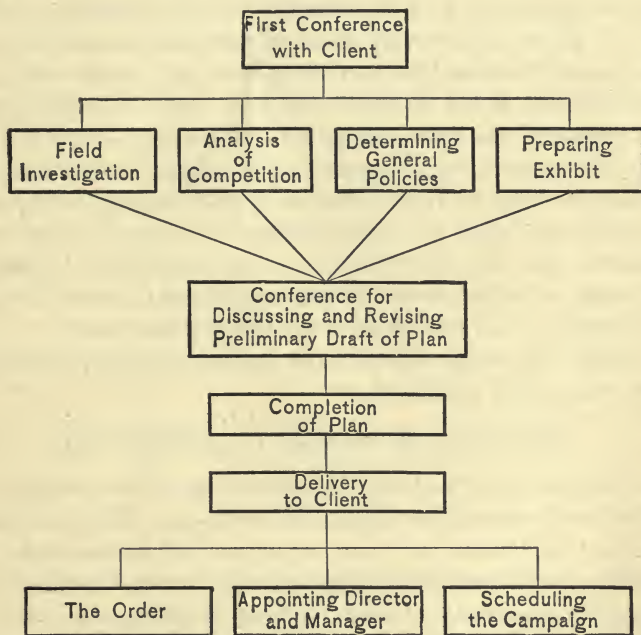 First Conference
with Client
Field
Investigation
Analysis
of
Competition
Determining
General
Policies
Preparing
Exhibit
Conference for
Discussing and Revising
Preliminary Draft of Plan
Completion
of Plan
Delivery
to Client
The Order
Appointing Director
and Manager
Scheduling
the Campaign